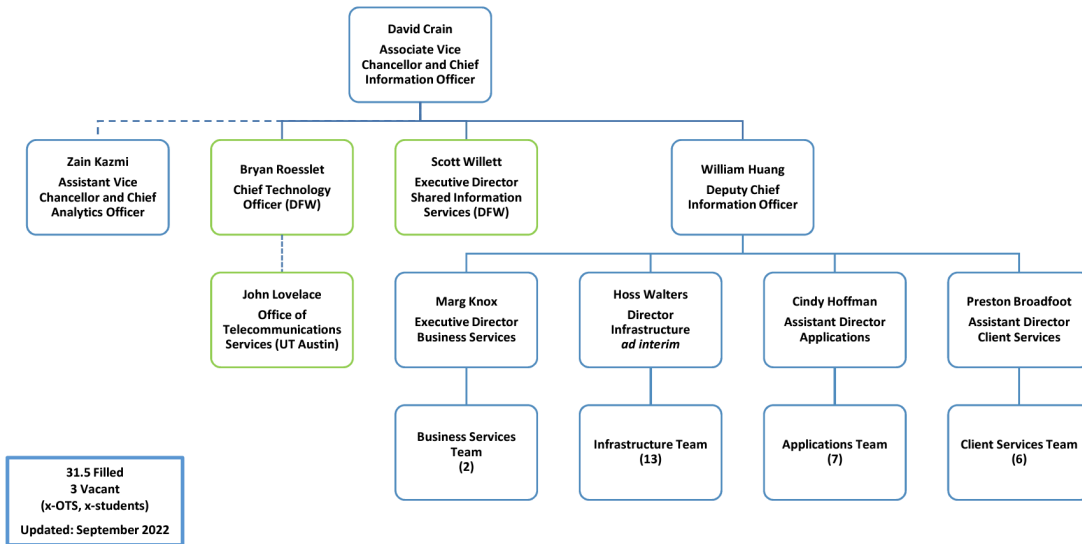 David Crain
Associate Vice
Chancellor and Chief
Information Officer
Zain Kazmi
Assistant Vice
Chancellor and Chief
Analytics Officer
Bryan Roesslet
Chief Technology
Officer (DFW)
Scott Willett
Executive Director
Shared Information
Services (DFW)
William Huang
Deputy Chief
Information Officer
John Lovelace
Office of
Telecommunications
Services (UT Austin)
Marg Knox
Executive Director
Business Services
Hoss Walters
Director
Infrastructure
ad interim
Cindy Hoffman
Assistant Director
Applications
Preston Broadfoot
Assistant Director
Client Services
Business Services
Team
(2)
Infrastructure Team
(13)
Applications Team
(7)
Client Services Team
(6)
31.5 Filled
3 Vacant
(x-OTS, x-students)
Updated: September 2022